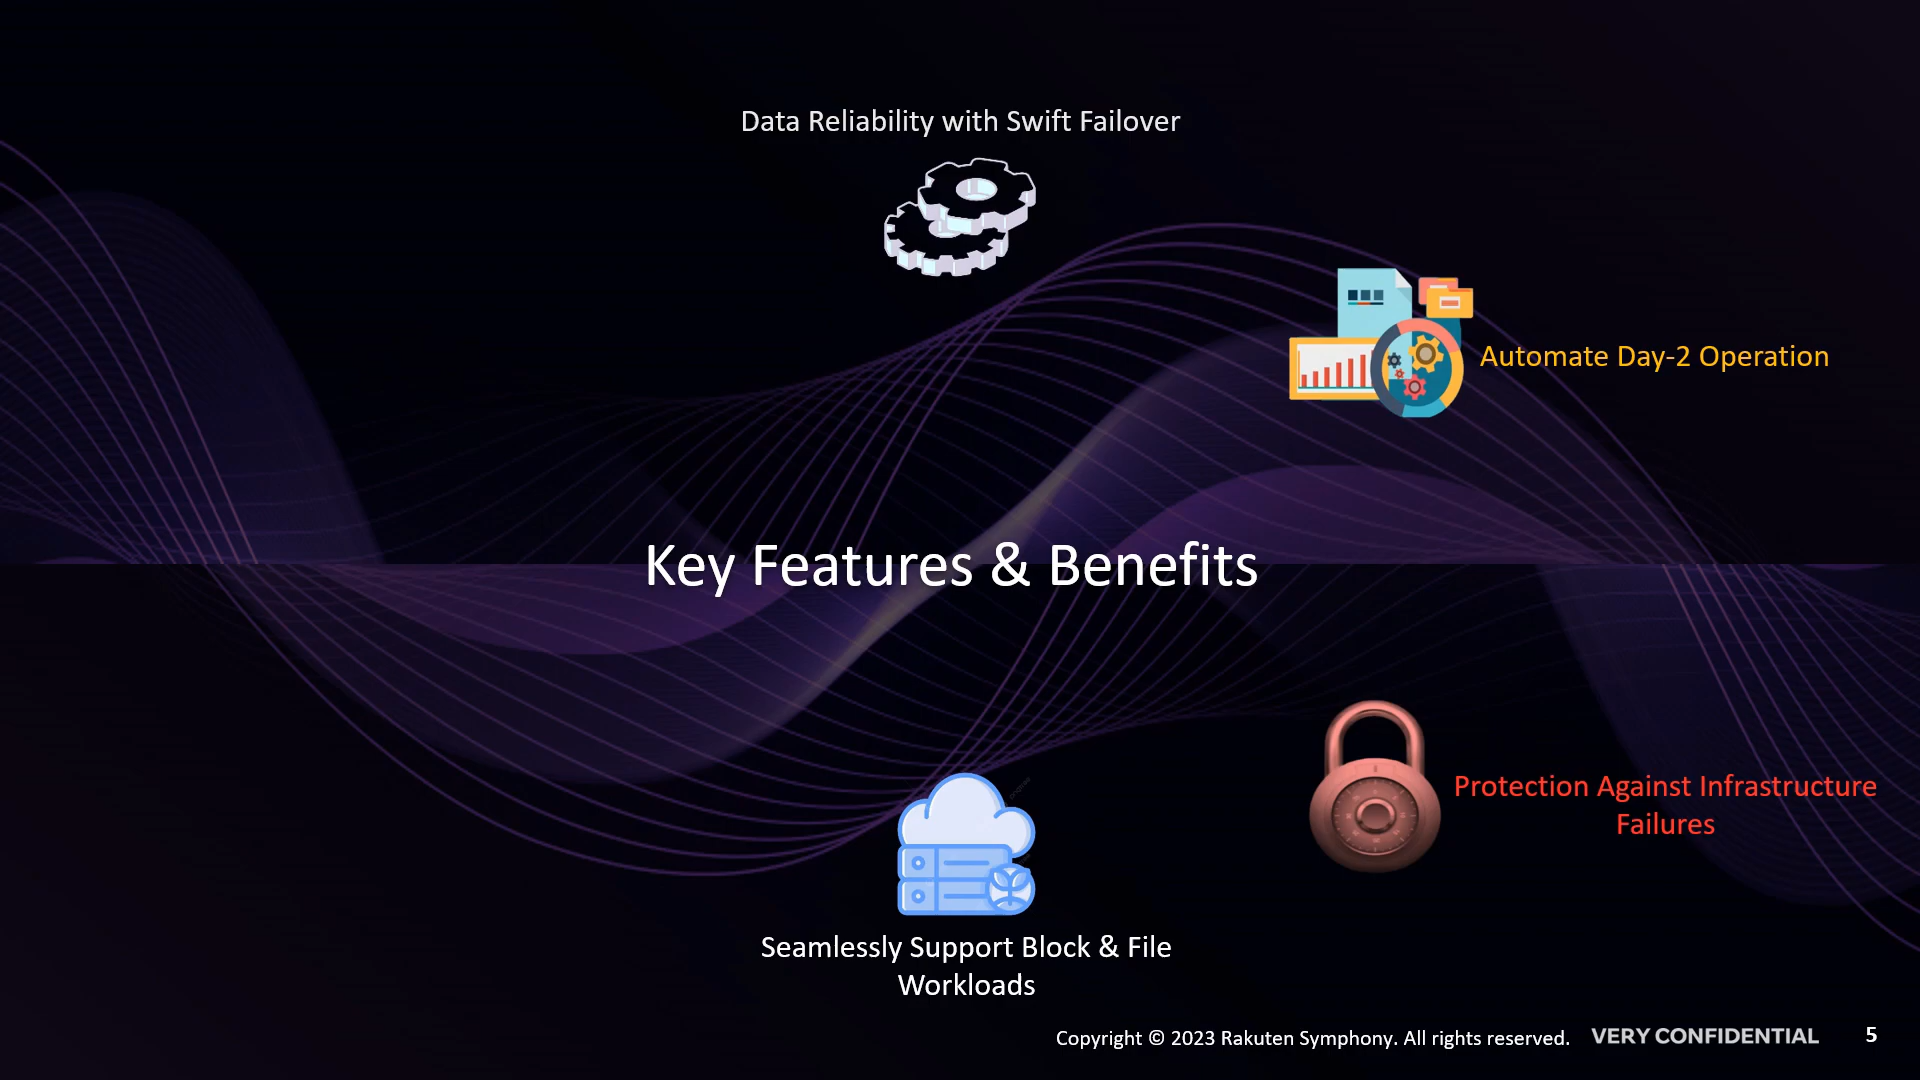 Data Reliability with Swift Failover
Automate Day-2 Operation
Key Features & Benefits
Protection Against Infrastructure
Failures
Seamlessly Support Block & File
Workloads
Copyright © 2023 Rakuten Symphony. All rights reserved. VERY CONFIDENTIAL 5